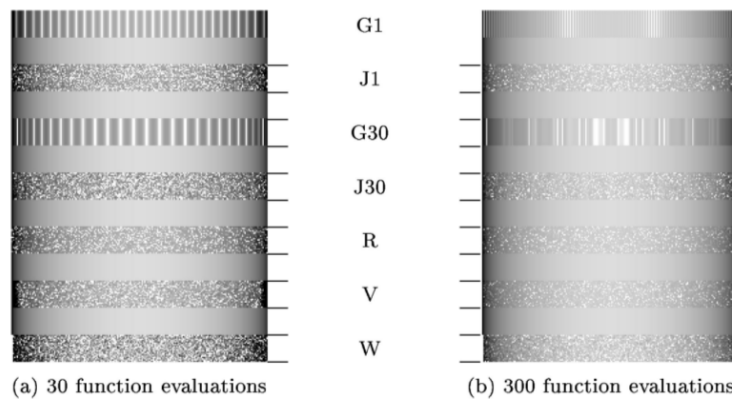 G1
J1
G30
J30
R
V
W
(a) 30 function evaluations
(b) 300 function evaluations